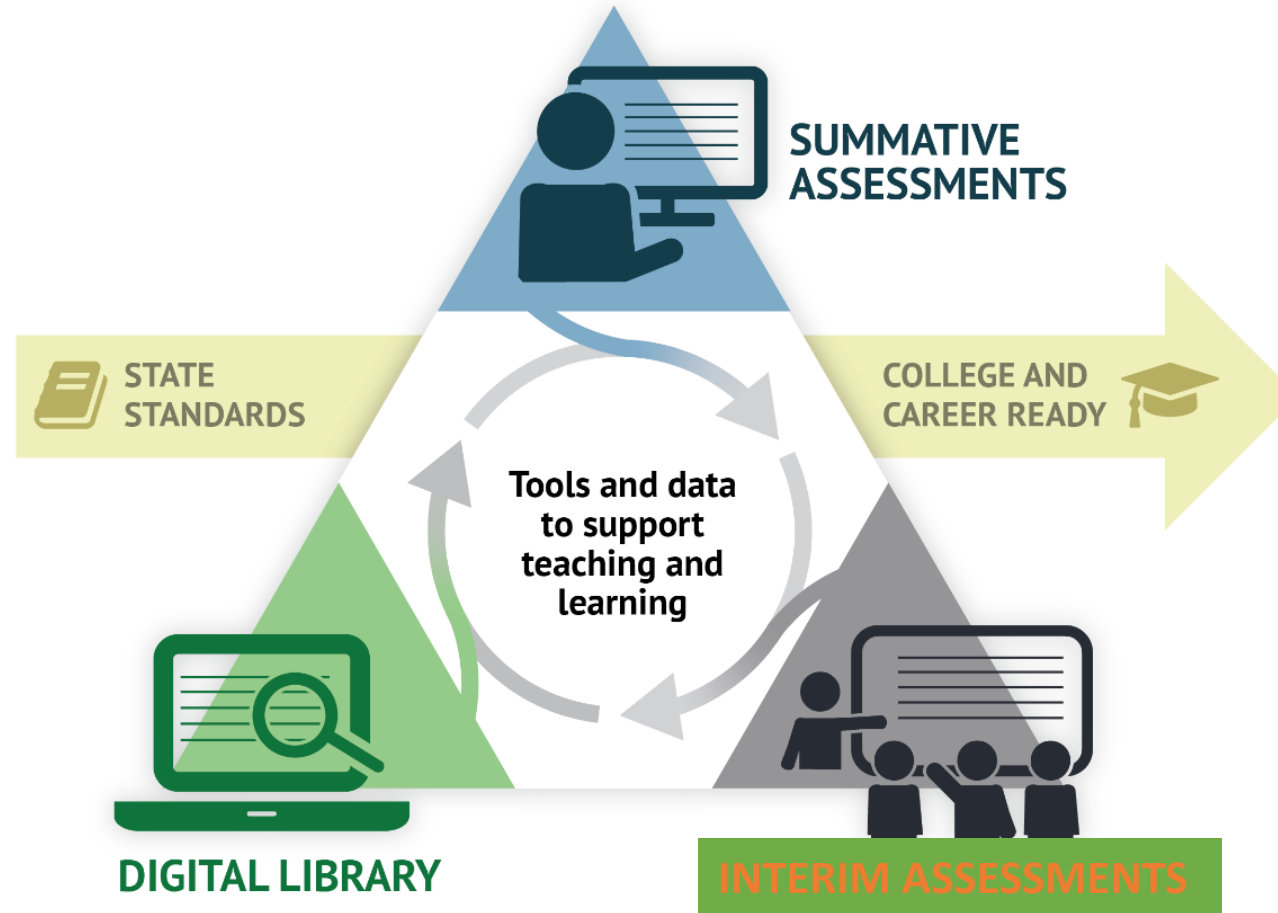 SUMMATIVE
ASSESSMENTS
STATE
STANDARDS
COLLEGE AND
CAREER READY
Tools and data
to support
teaching and
learning
DIGITAL LIBRARY
INTERIM ASSESSMENTS